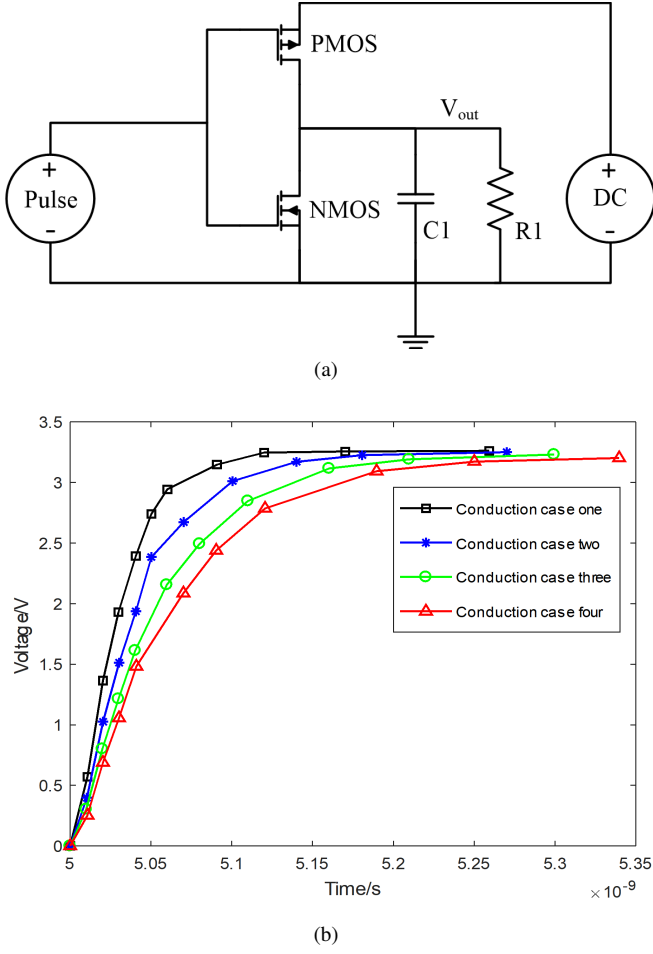 PMOS
V_out
+
Pulse
-
NMOS
C1
R1
+
DC
-
(a)
3.5
3
2.5
2
1.5
1
0.5
0
Voltage/V
Conduction case one
Conduction case two
Conduction case three
Conduction case four
5
5.05
5.1
5.15
5.2
5.25
5.3
5.35
Time/s
×10⁻⁹
(b)